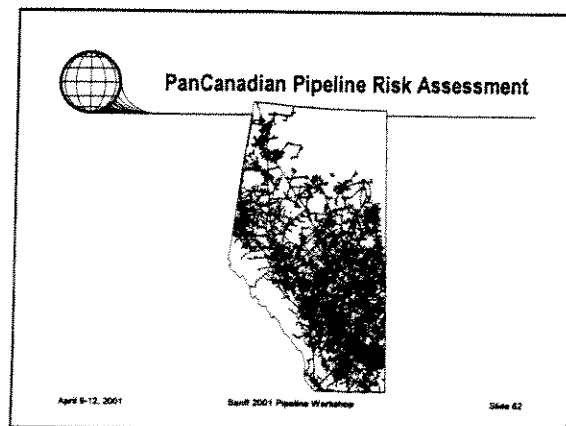 PanCanadian Pipeline Risk Assessment
April 9-12, 2001
Banff 2001 Pipeline Workshop
Slide 62